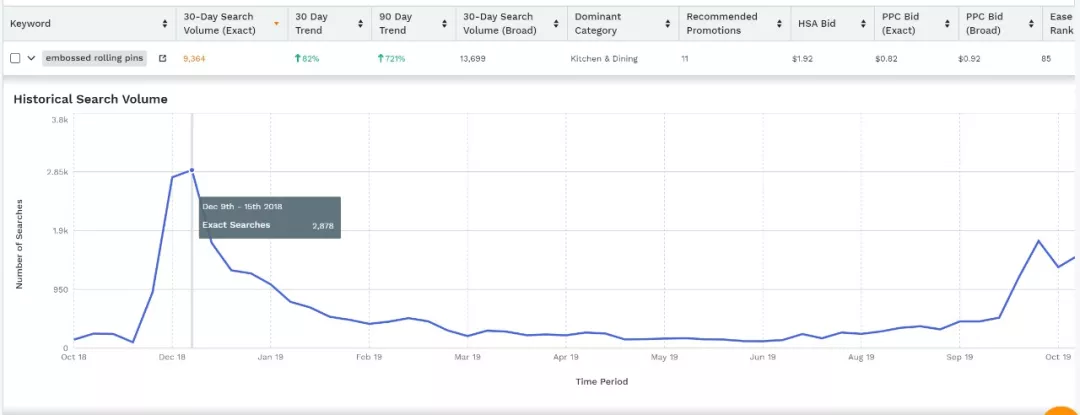 Keyword
30-Day Search
Volume (Exact)
30 Day
Trend
90 Day
Trend
30-Day Search
Volume (Broad)
Dominant
Category
Recommended
Promotions
HSA Bid
PPC Bid
(Exact)
PPC Bid
(Broad)
Ease
Rank
embossed rolling pins
9,364
82%
721%
13,699
Kitchen & Dining
11
$1.92
$0.82
$0.92
85
Historical Search Volume
3.8k
2.85k
1.9k
950
0
Number of Searches
Dec 9th - 15th 2018
Exact Searches 2,878
Oct 18 Dec 18 Jan 19 Feb 19 Mar 19 Apr 19 May 19 Jun 19 Aug 19 Sep 19 Oct 19
Time Period